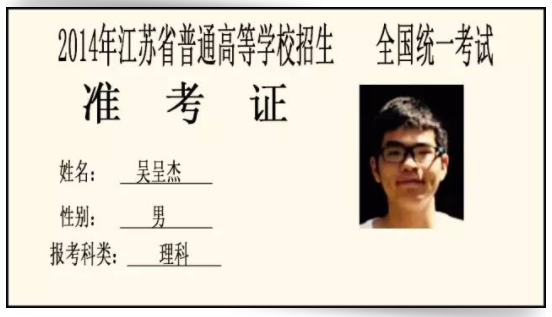 2014年江苏省普通高等学校招生 全国统一考试
准 考 证
姓名： 吴呈杰
性别： 男
报考科类： 理科